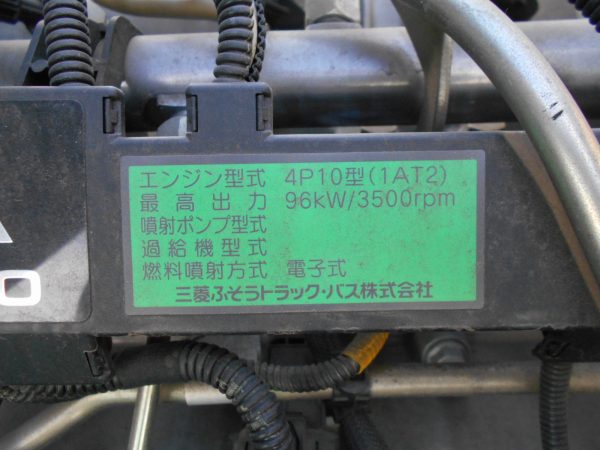 エンジン型式 4P10型(1AT2)
最高出力 96kW/3500rpm
噴射ポンプ型式
過給機型式
燃料噴射方式 電子式
三菱ふそうトラック・バス株式会社